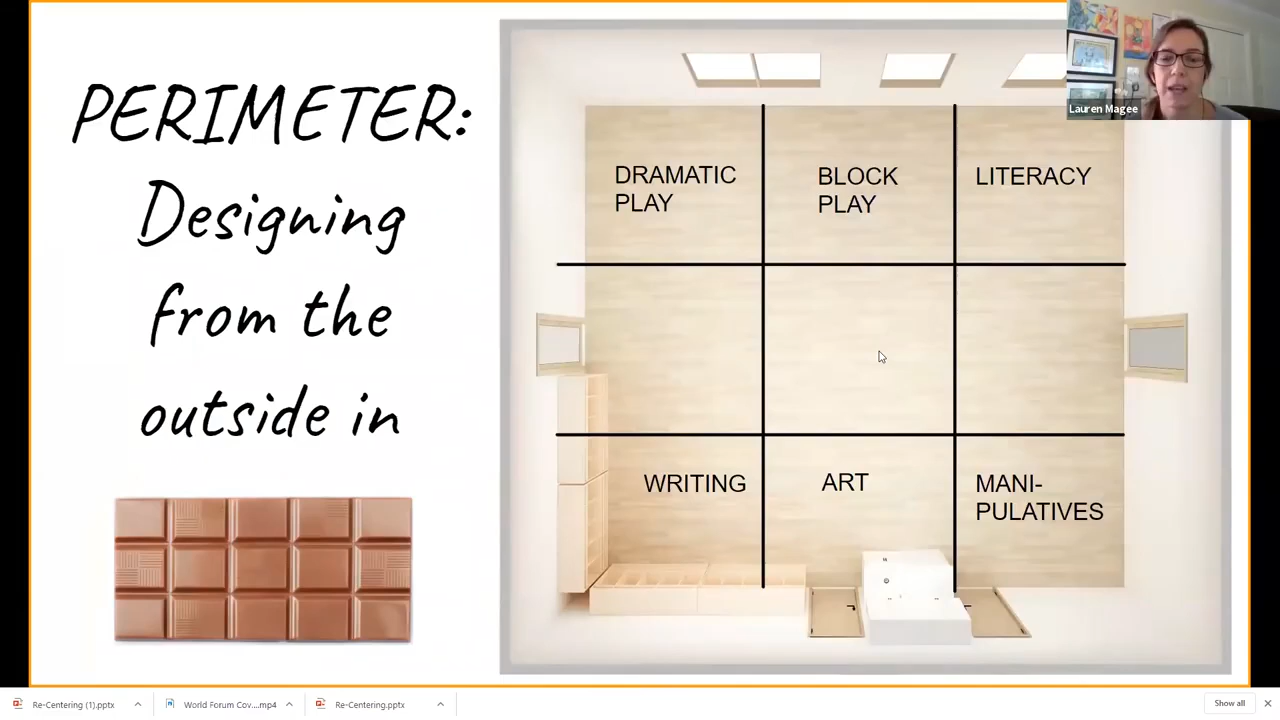 PERIMETER:
Designing
from the
outside in
DRAMATIC
PLAY
BLOCK
PLAY
LITERACY
WRITING
ART
MANI-
PULATIVES
Lauren Magee
Re-Centering (1).pptx
World Forum Cov....mp4
Re-Centering.pptx
Show all